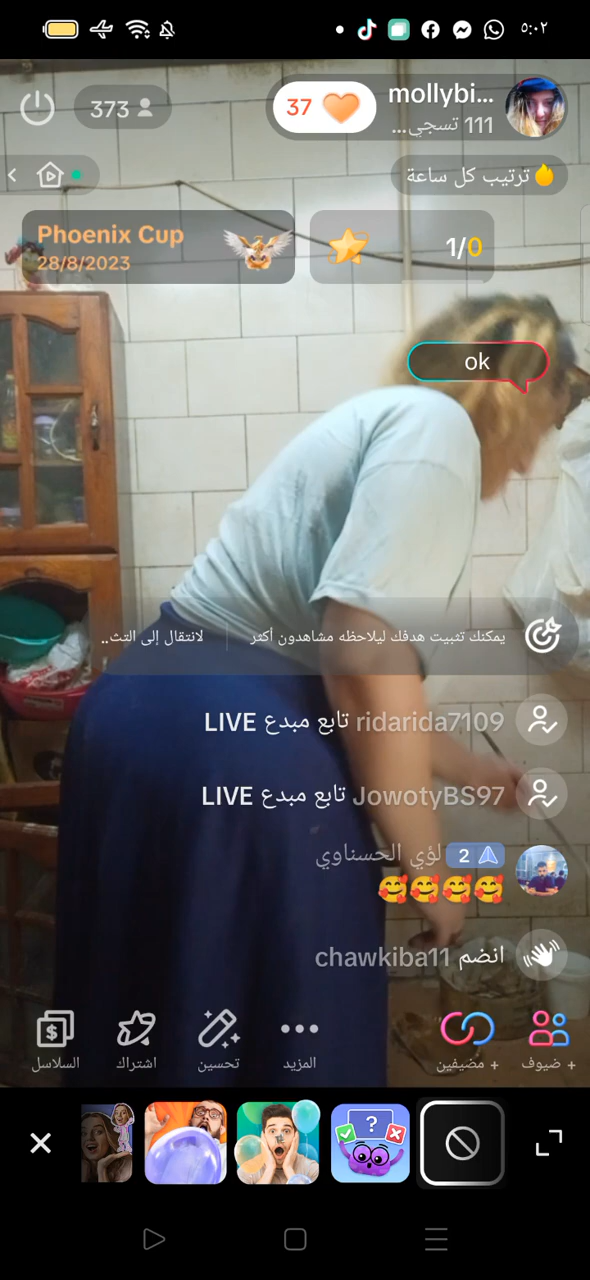 ٥:٠٢
mollybi...
37
373
111 تسجي...
ترتيب كل ساعة
Phoenix Cup
28/8/2023
1/0
ok
يمكنك تثبيت هدفك ليلاحظه مشاهدون أكثر
لانتقال إلى التث..
ridarida7109 تابع مبدع LIVE
JowotyBS97 تابع مبدع LIVE
2 لؤي الحسناوي
🥰🥰🥰🥰
chawkiba11 انضم
+ ضيوف
+ مضيفين
المزيد
تحسين
اشتراك
السلاسل
$
?